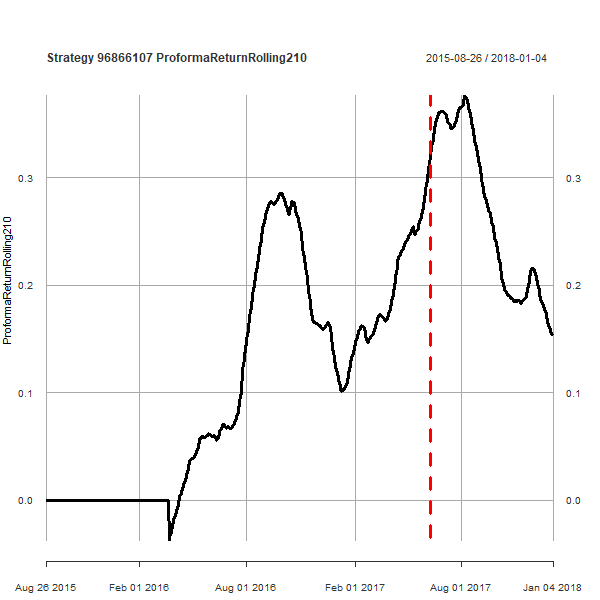 Strategy 96866107 ProformaReturnRolling210
2015-08-26 / 2018-01-04
ProformaReturnRolling210
0.3
0.3
0.2
0.2
0.1
0.1
0.0
0.0
Aug 26 2015
Feb 01 2016
Aug 01 2016
Feb 01 2017
Aug 01 2017
Jan 04 2018